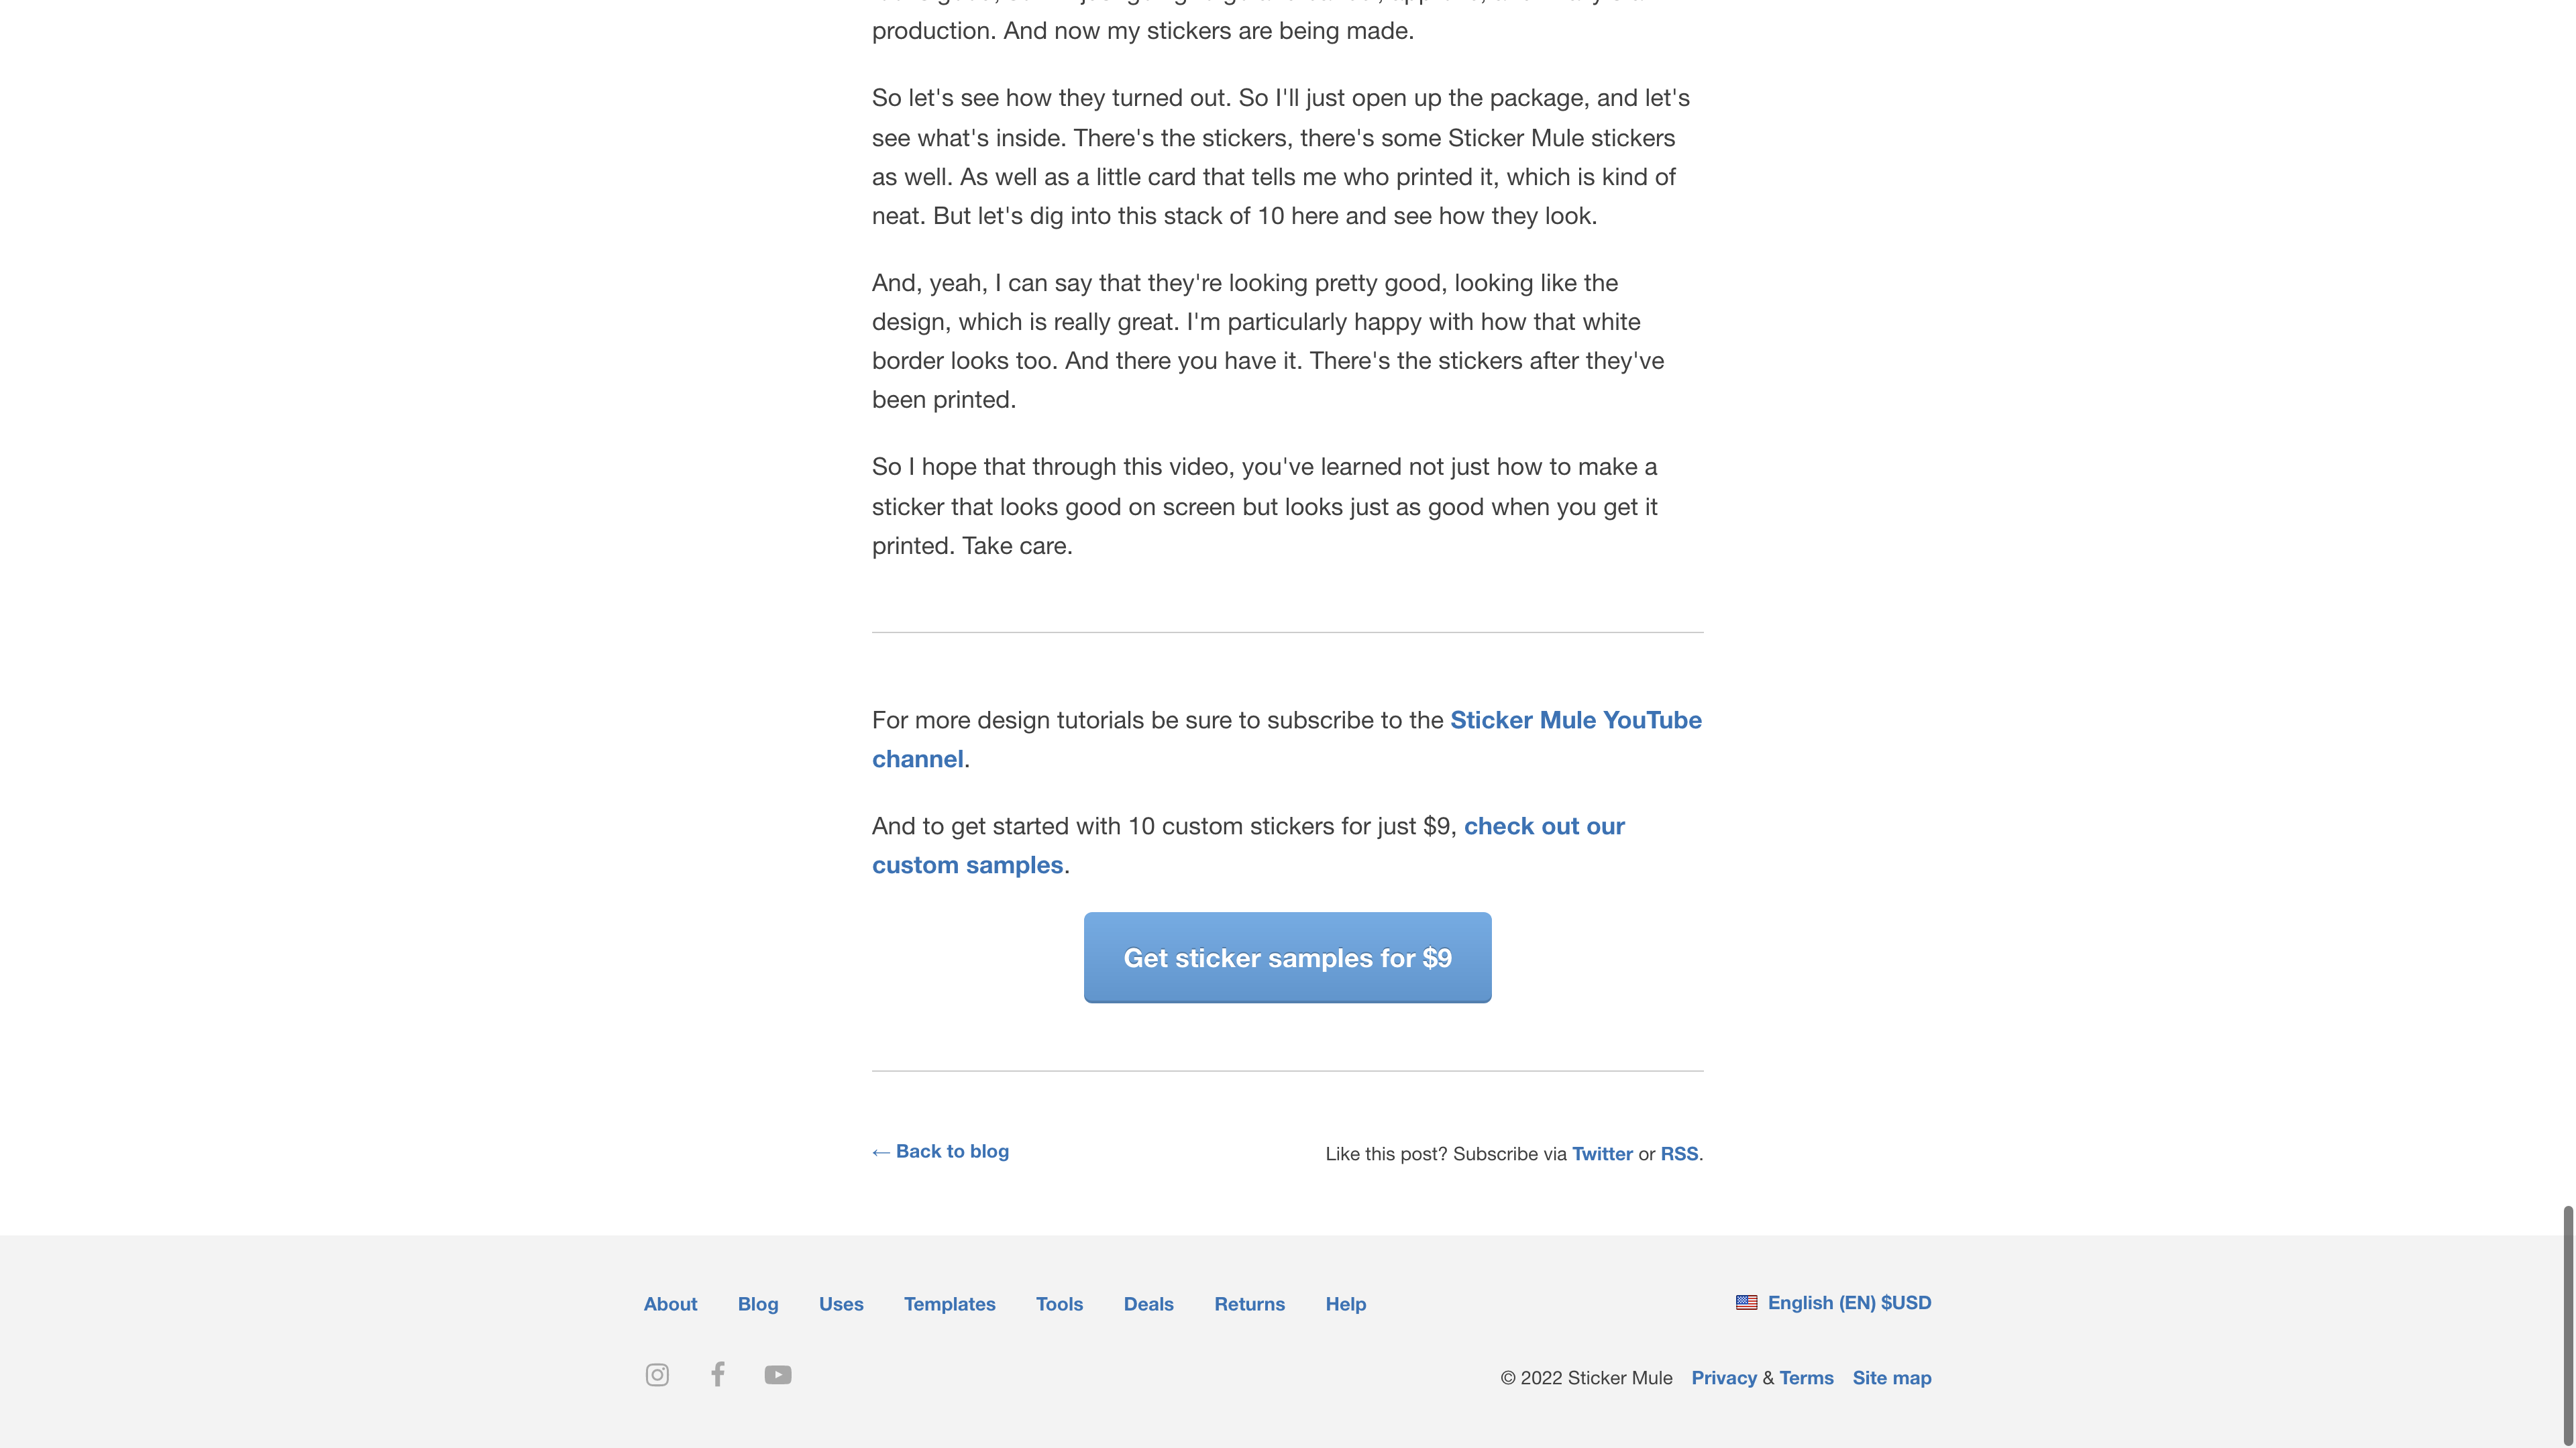 production. And now my stickers are being made.
So let's see how they turned out. So I'll just open up the package, and let's
see what's inside. There's the stickers, there's some Sticker Mule stickers
as well. As well as a little card that tells me who printed it, which is kind of
neat. But let's dig into this stack of 10 here and see how they look.
And, yeah, I can say that they're looking pretty good, looking like the
design, which is really great. I'm particularly happy with how that white
border looks too. And there you have it. There's the stickers after they've
been printed.
So I hope that through this video, you've learned not just how to make a
sticker that looks good on screen but looks just as good when you get it
printed. Take care.
For more design tutorials be sure to subscribe to the Sticker Mule YouTube
channel.
And to get started with 10 custom stickers for just $9, check out our
custom samples.
Get sticker samples for $9
← Back to blog
Like this post? Subscribe via Twitter or RSS.
About Blog Uses Templates Tools Deals Returns Help
English (EN) $USD
© 2022 Sticker Mule Privacy & Terms Site map